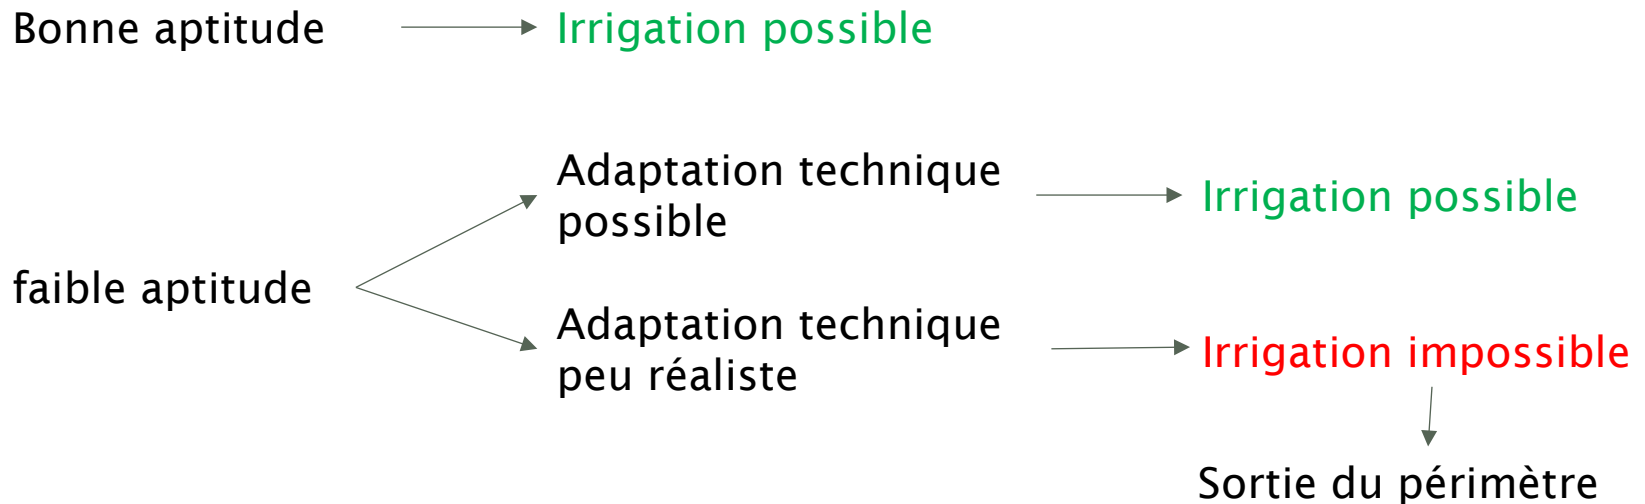 Bonne aptitude
Irrigation possible
Adaptation technique
possible
Irrigation possible
faible aptitude
Adaptation technique
peu réaliste
Irrigation impossible
Sortie du périmètre